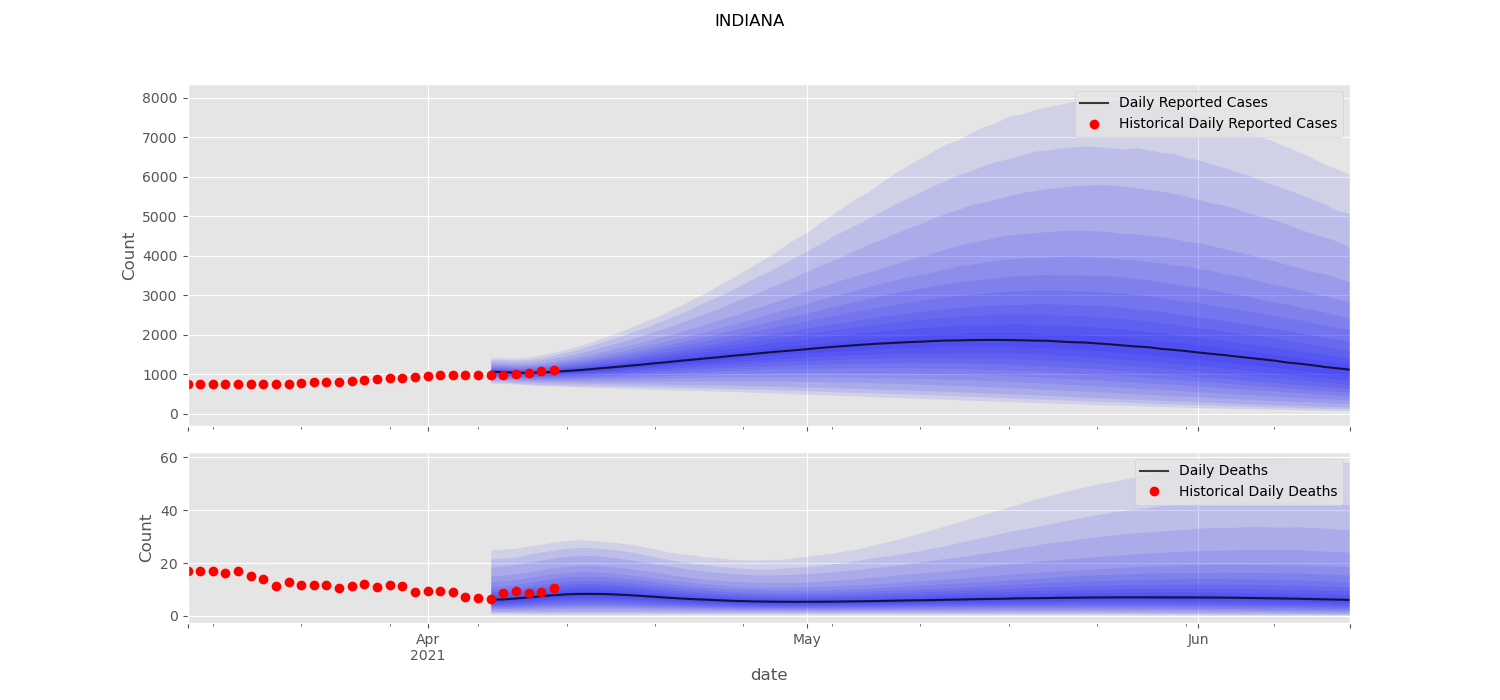 INDIANA
8000
7000
6000
5000
4000
3000
2000
1000
0
Count
Daily Reported Cases
Historical Daily Reported Cases
60
40
20
0
Count
Daily Deaths
Historical Daily Deaths
Apr
2021
May
Jun
date